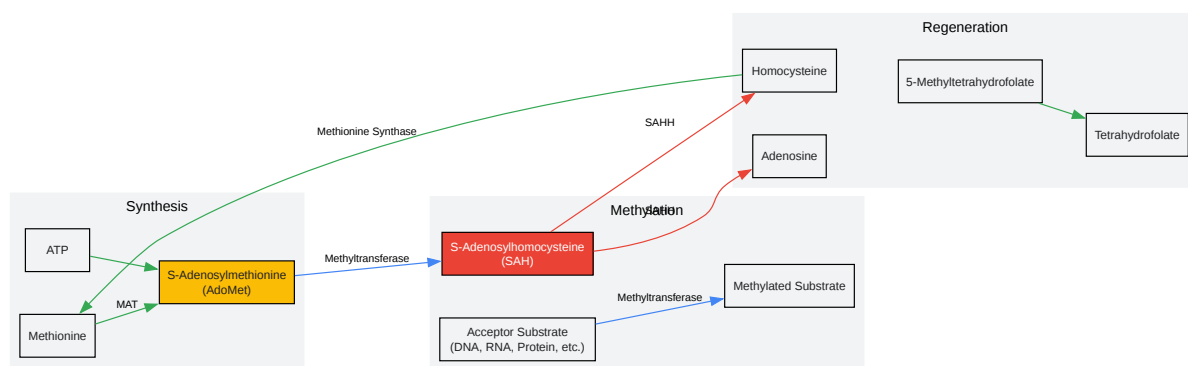 Regeneration
Homocysteine
5-Methyltetrahydrofolate
Methionine Synthase
SAHH
Tetrahydrofolate
Adenosine
Synthesis
Methylation
SAHH
ATP
S-Adenosylhomocysteine
(SAH)
Methyltransferase
S-Adenosylmethionine
(AdoMet)
Methylated Substrate
MAT
Methyltransferase
Methionine
Acceptor Substrate
(DNA, RNA, Protein, etc.)